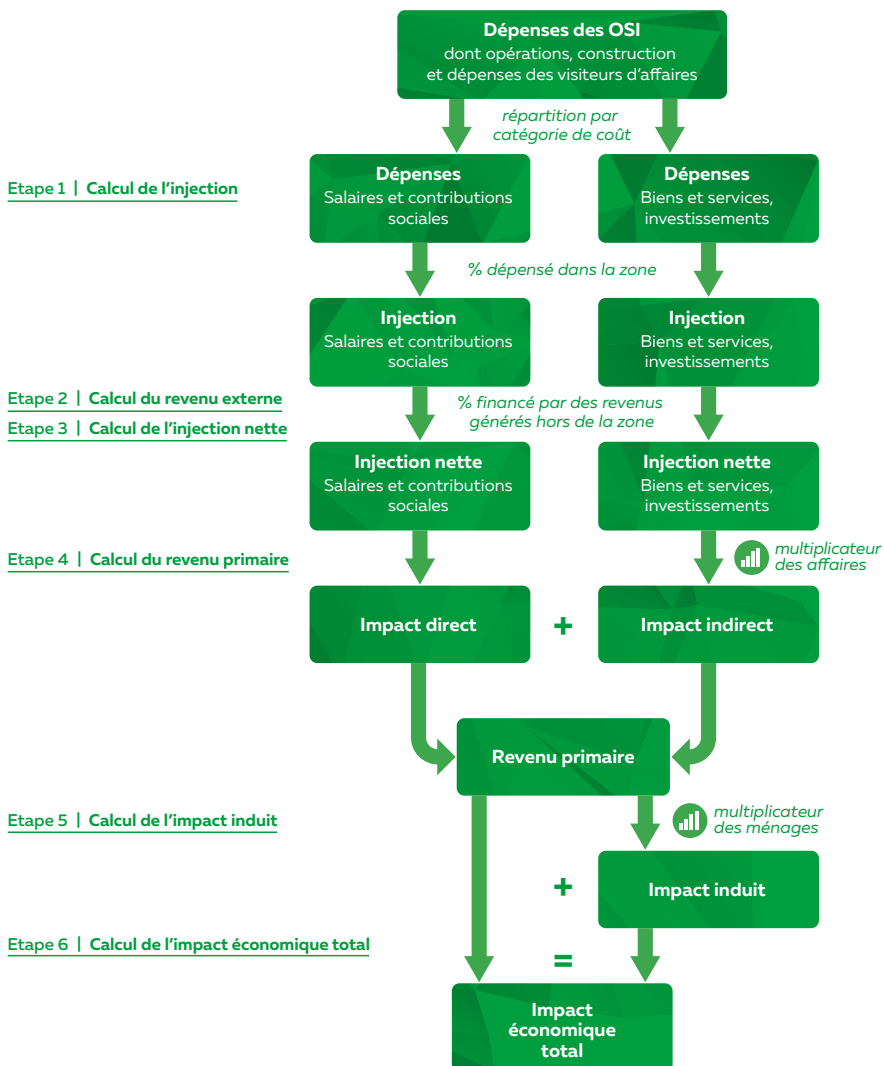 Dépenses des OSI
dont opérations, construction
et dépenses des visiteurs d'affaires
répartition par
catégorie de coût
Etape 1 | Calcul de l'injection
Dépenses
Salaires et contributions
sociales
Dépenses
Biens et services,
investissements
% dépensé dans la zone
Injection
Salaires et contributions
sociales
Injection
Biens et services,
investissements
Etape 2 | Calcul du revenu externe
Etape 3 | Calcul de l'injection nette
% financé par des revenus
générés hors de la zone
Injection nette
Salaires et contributions
sociales
Injection nette
Biens et services,
investissements
Etape 4 | Calcul du revenu primaire
multiplicateur
des affaires
Impact direct
+
Impact indirect
Revenu primaire
Etape 5 | Calcul de l'impact induit
multiplicateur
des ménages
+
Impact induit
Etape 6 | Calcul de l'impact économique total
=
Impact
économique
total